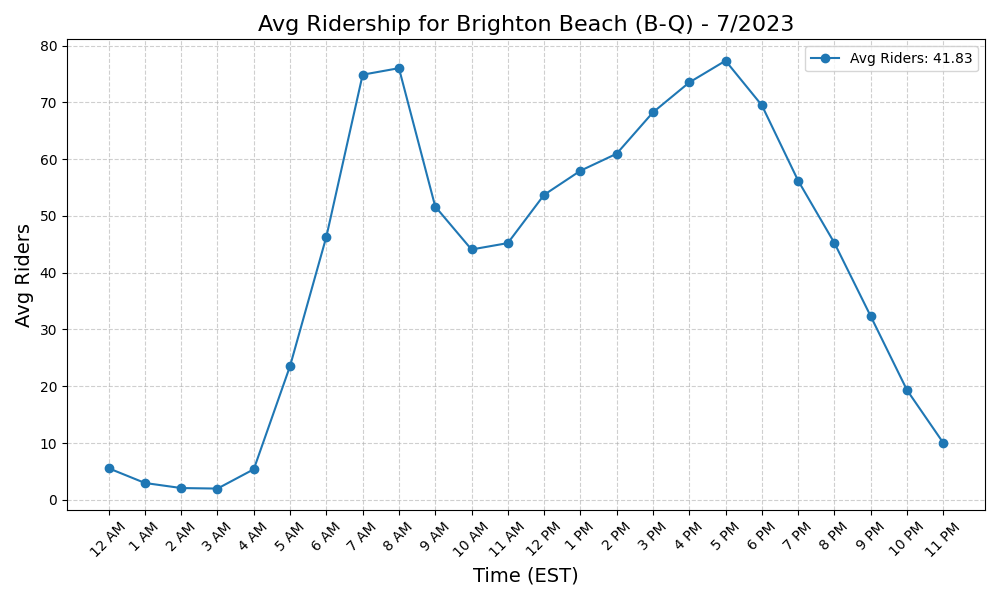 Avg Ridership for Brighton Beach (B-Q) - 7/2023
Avg Riders: 41.83
80
70
60
50
40
30
20
10
0
Avg Riders
12 AM
1 AM
2 AM
3 AM
4 AM
5 AM
6 AM
7 AM
8 AM
9 AM
10 AM
11 AM
12 PM
1 PM
2 PM
3 PM
4 PM
5 PM
6 PM
7 PM
8 PM
9 PM
10 PM
11 PM
Time (EST)